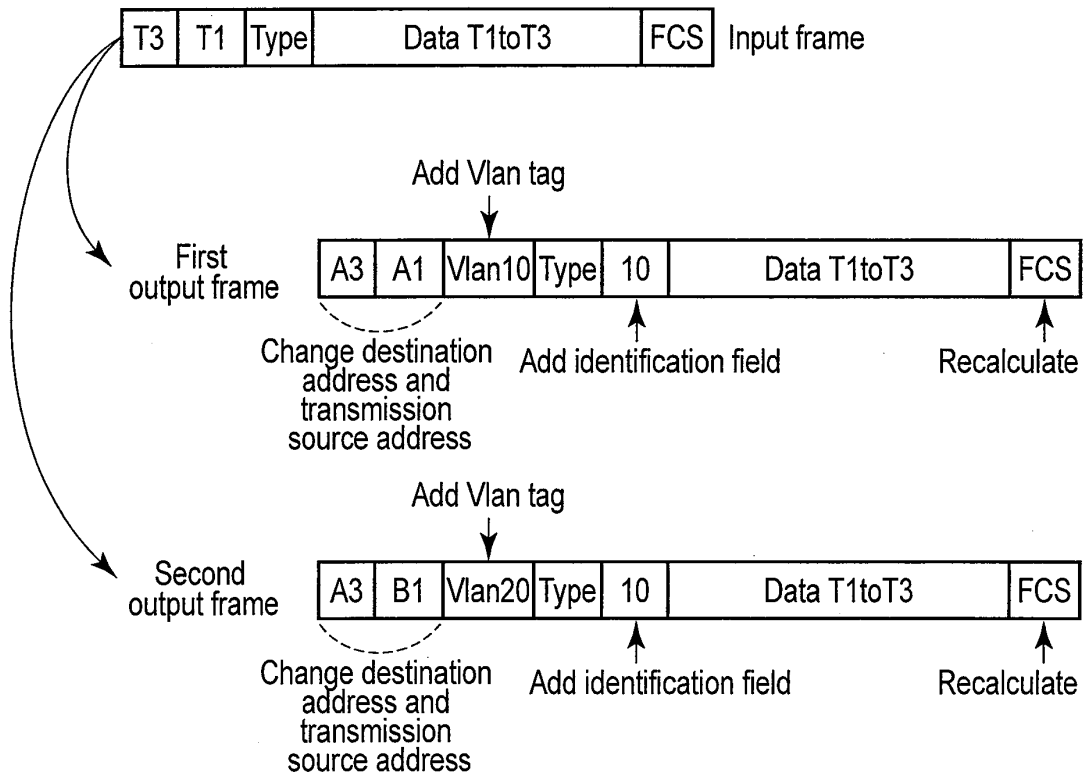 T3 T1 Type Data T1toT3 FCS Input frame
Add Vlan tag
First
output frame
A3 A1 Vlan10 Type 10 Data T1toT3 FCS
Change destination
address and
transmission
source address
Add identification field
Recalculate
Add Vlan tag
Second
output frame
A3 B1 Vlan20 Type 10 Data T1toT3 FCS
Change destination
address and
transmission
source address
Add identification field
Recalculate